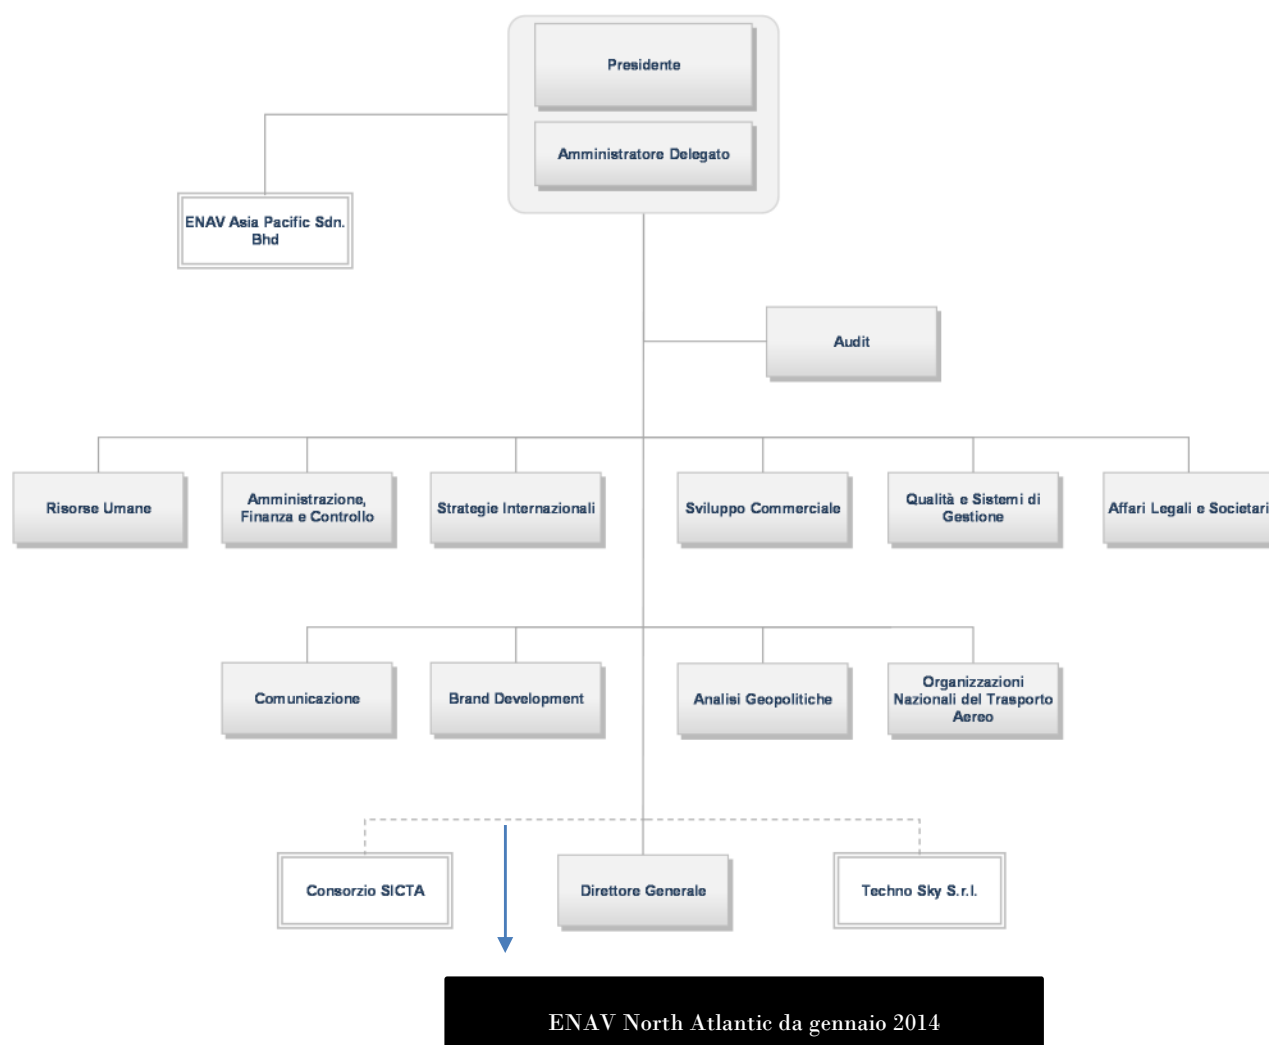 Presidente
Amministratore Delegato
ENAV Asia Pacific Sdn.
Bhd
Audit
Risorse Umane
Amministrazione,
Finanza e Controllo
Strategie Internazionali
Sviluppo Commerciale
Qualità e Sistemi di
Gestione
Affari Legali e Societari
Comunicazione
Brand Development
Analisi Geopolitiche
Organizzazioni
Nazionali del Trasporto
Aereo
Consorzio SICTA
Direttore Generale
Techno Sky S.r.l.
ENAV North Atlantic da gennaio 2014